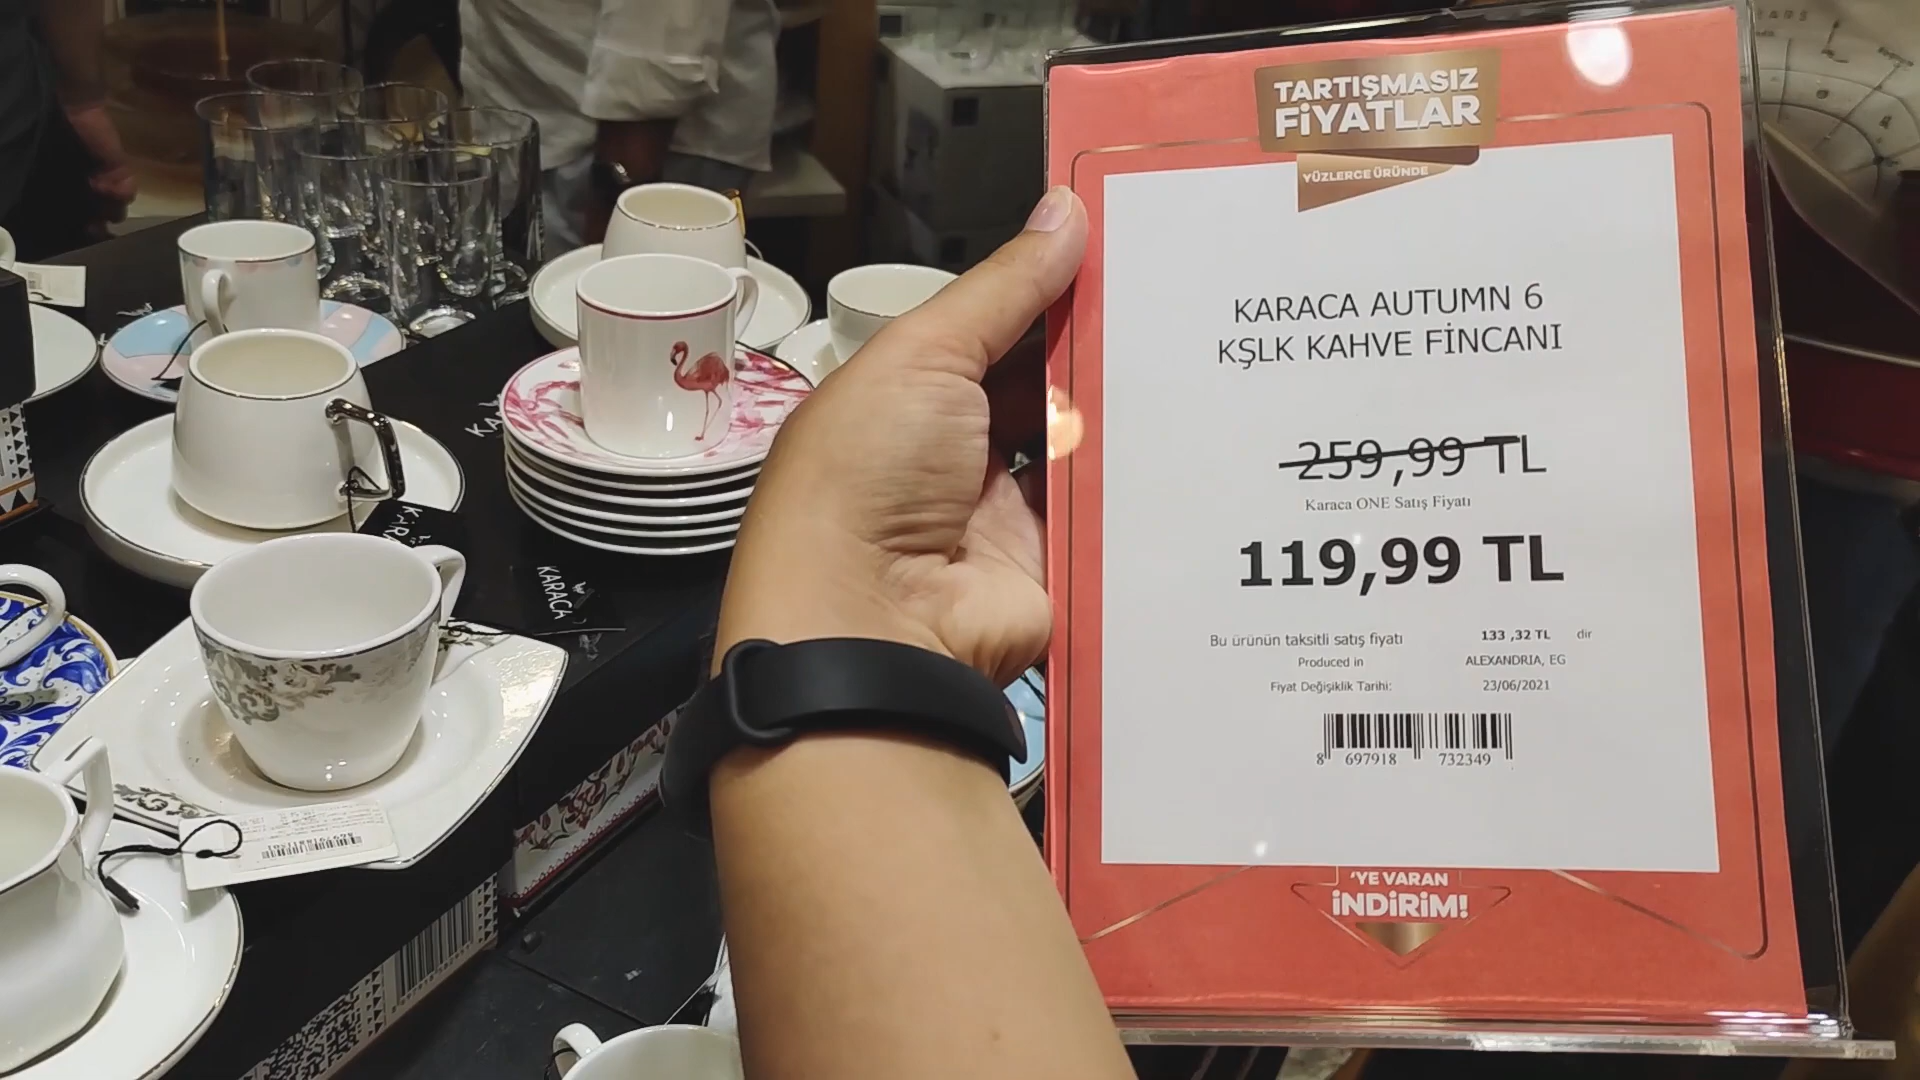 TARTIŞMASIZ
FİYATLAR
YÜZLERCE ÜRÜNDE
KARACA AUTUMN 6
KŞLK KAHVE FİNCANI
259,99 TL
Karaca ONE Satış Fiyatı
119,99 TL
Bu ürünün taksitli satış fiyatı 133 ,32 TL dir
Produced in ALEXANDRIA, EG
Fiyat Değişiklik Tarihi: 23/06/2021
8 697918 732349
'YE VARAN
İNDİRİM!
KARACA